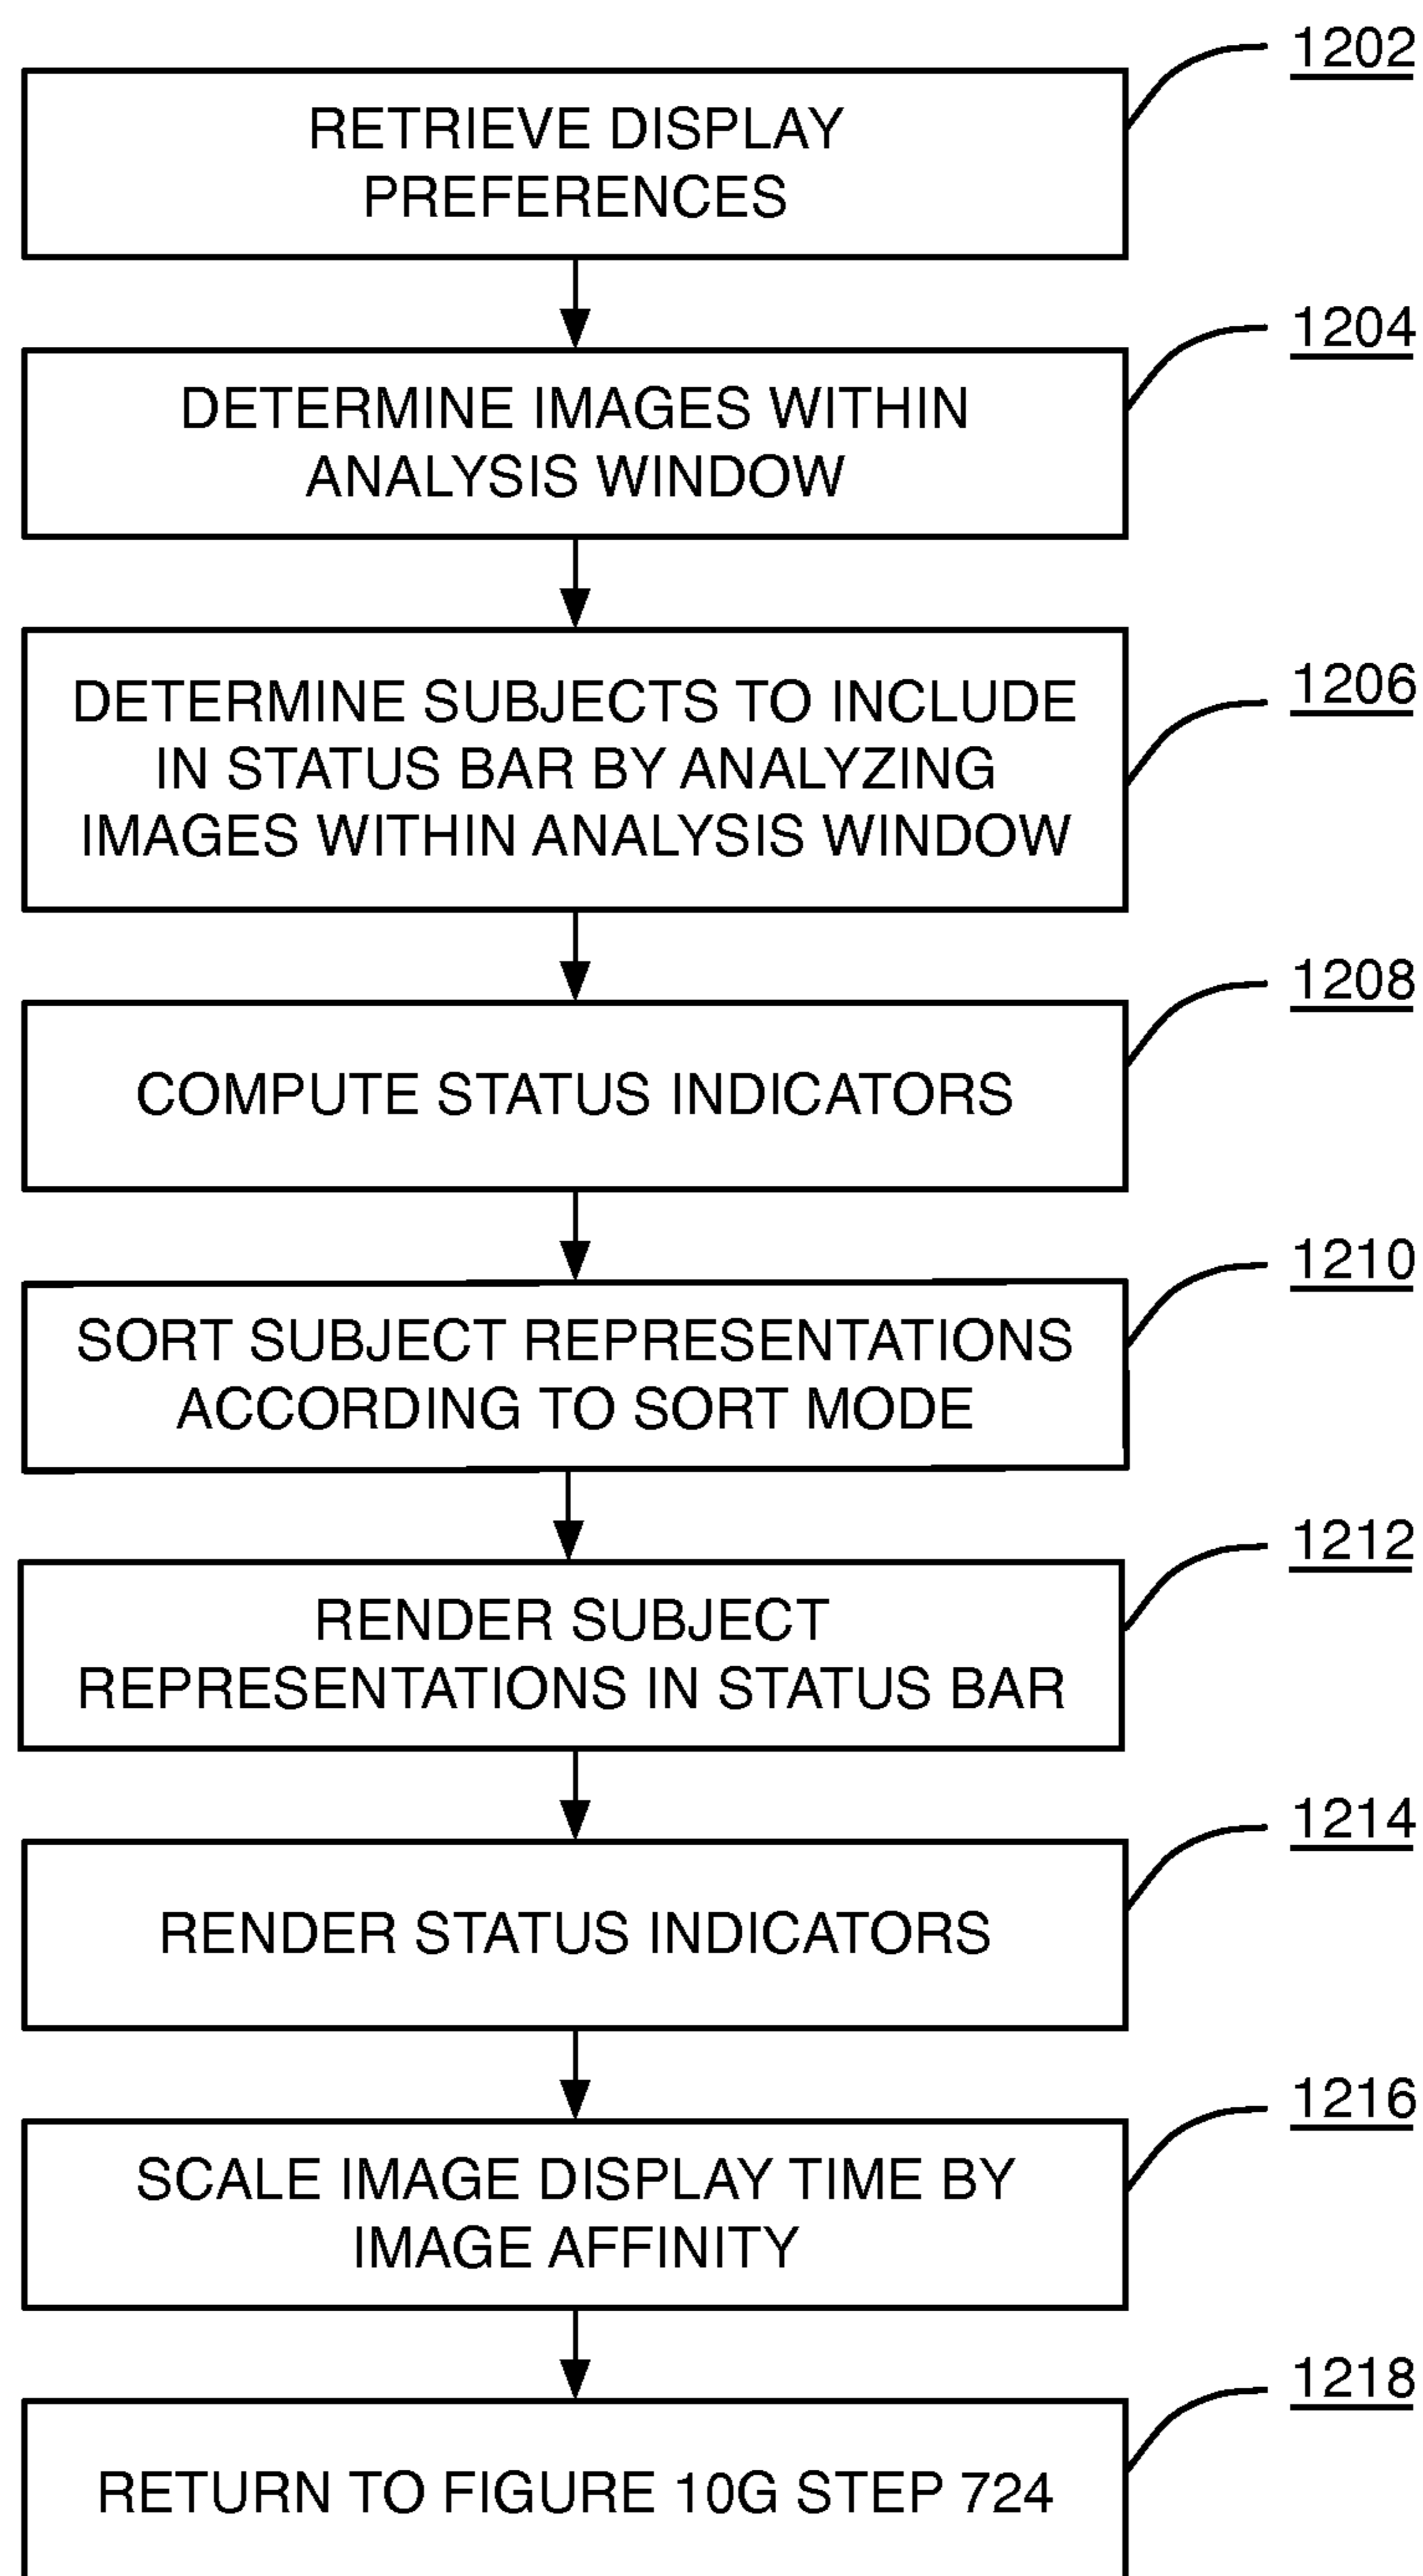 1202
RETRIEVE DISPLAY
PREFERENCES
1204
DETERMINE IMAGES WITHIN
ANALYSIS WINDOW
1206
DETERMINE SUBJECTS TO INCLUDE
IN STATUS BAR BY ANALYZING
IMAGES WITHIN ANALYSIS WINDOW
1208
COMPUTE STATUS INDICATORS
1210
SORT SUBJECT REPRESENTATIONS
ACCORDING TO SORT MODE
1212
RENDER SUBJECT
REPRESENTATIONS IN STATUS BAR
1214
RENDER STATUS INDICATORS
1216
SCALE IMAGE DISPLAY TIME BY
IMAGE AFFINITY
1218
RETURN TO FIGURE 10G STEP 724